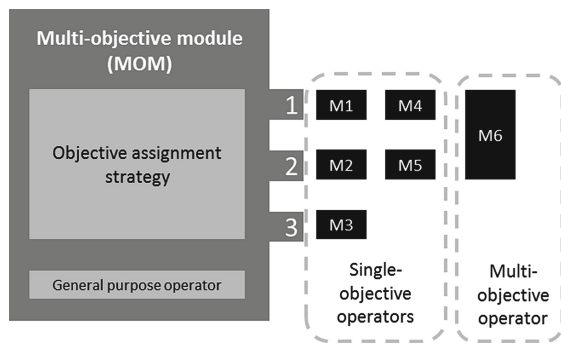 Multi-objective module
(MOM)
Objective assignment
strategy
General purpose operator
1
M1
M4
M6
2
M2
M5
3
M3
Single-
objective
operators
Multi-
objective
operator